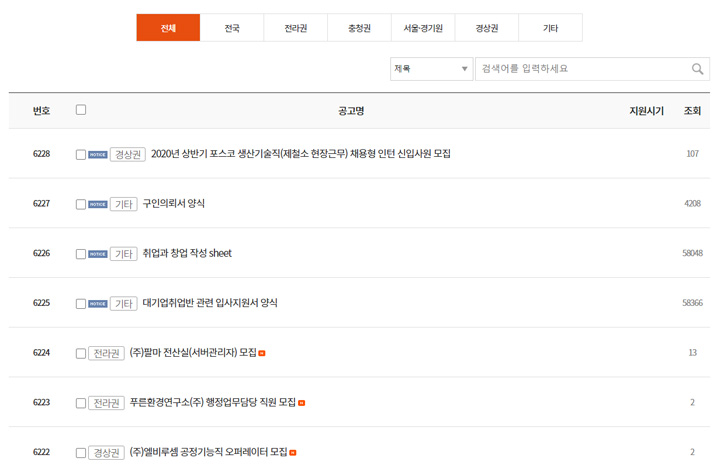 전체 전국 전라권 충청권 서울·경기원 경상권 기타
제목 검색어를 입력하세요
번호 공고명 지원시기 조회
6228 NOTICE 경상권 2020년 상반기 포스코 생산기술직(제철소 현장근무) 채용형 인턴 신입사원 모집 107
6227 NOTICE 기타 구인의뢰서 양식 4208
6226 NOTICE 기타 취업과 창업 작성 sheet 58048
6225 NOTICE 기타 대기업취업반 관련 입사지원서 양식 58366
6224 전라권 (주)팔마 전산실(서버관리자) 모집 13
6223 전라권 푸른환경연구소(주) 행정업무담당 직원 모집 2
6222 경상권 (주)엘비루셈 공정기능직 오퍼레이터 모집 2